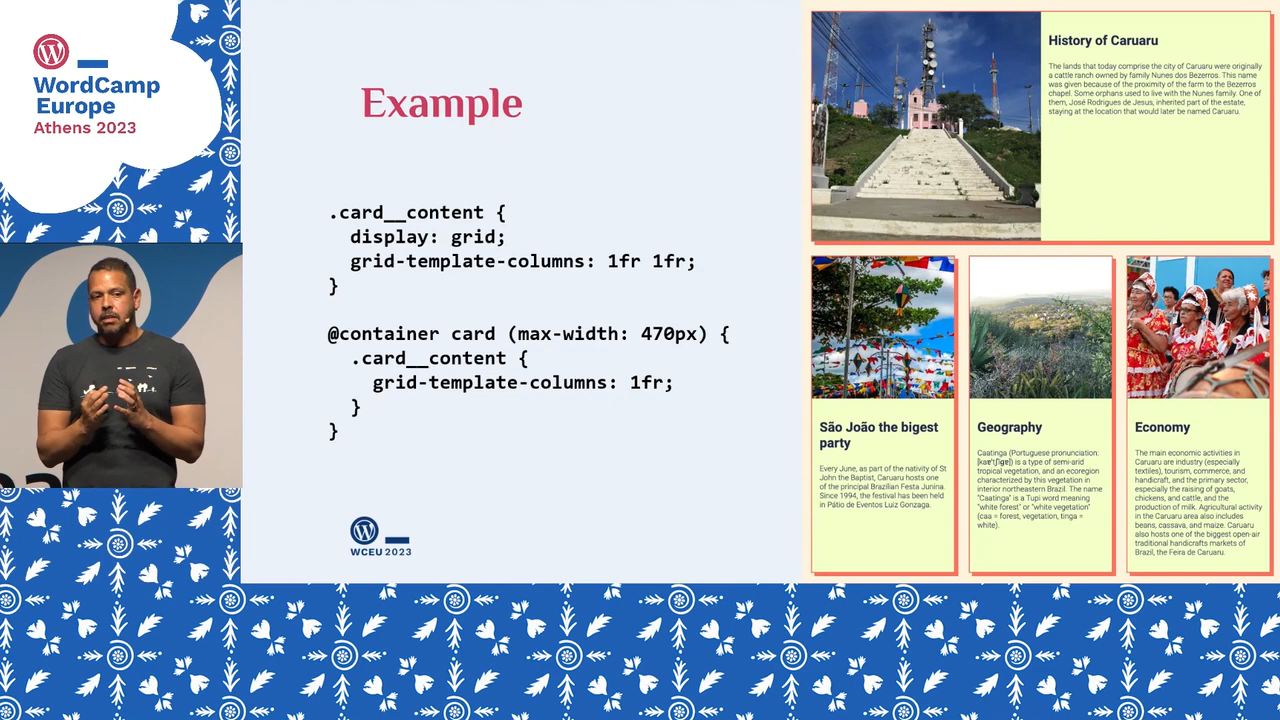 WordCamp
Europe
Athens 2023
Example
.card__content {
display: grid;
grid-template-columns: 1fr 1fr;
}
@container card (max-width: 470px) {
.card__content {
grid-template-columns: 1fr;
}
}
WCEU 2023
History of Caruaru
The lands that today comprise the city of Caruaru were originally
a cattle ranch owned by family Nunes dos Bezerros. This name
was given because of the proximity of the farm to the Bezerros
chapel. Some orphans used to live with the Nunes family. One of
them, José Rodrigues de Jesus, inherited part of the estate,
staying at the location that would later be named Caruaru.
São João the bigest
party
Every June, as part of the nativity of St
John the Baptist, Caruaru hosts one
of the principal Brazilian Festa Junina.
Since 1994, the festival has been held
in Pátio de Eventos Luiz Gonzaga.
Geography
Caatinga (Portuguese pronunciation:
[kaɐˈtʃĩgɐ]) is a type of semi-arid
tropical vegetation, and an ecoregion
characterized by this vegetation in
interior northeastern Brazil. The name
"Caatinga" is a Tupi word meaning
"white forest" or "white vegetation"
(caa = forest, vegetation, tinga =
white).
Economy
The main economic activities in
Caruaru are industry (especially
textiles), tourism, commerce, and
handicraft, and the primary sector,
especially the raising of goats,
chickens, and cattle, and the
production of milk. Agricultural activity
in the Caruaru area also includes
beans, cassava, and maize. Caruaru
also hosts one of the biggest open-air
traditional handicrafts markets of
Brazil, the Feira de Caruaru.